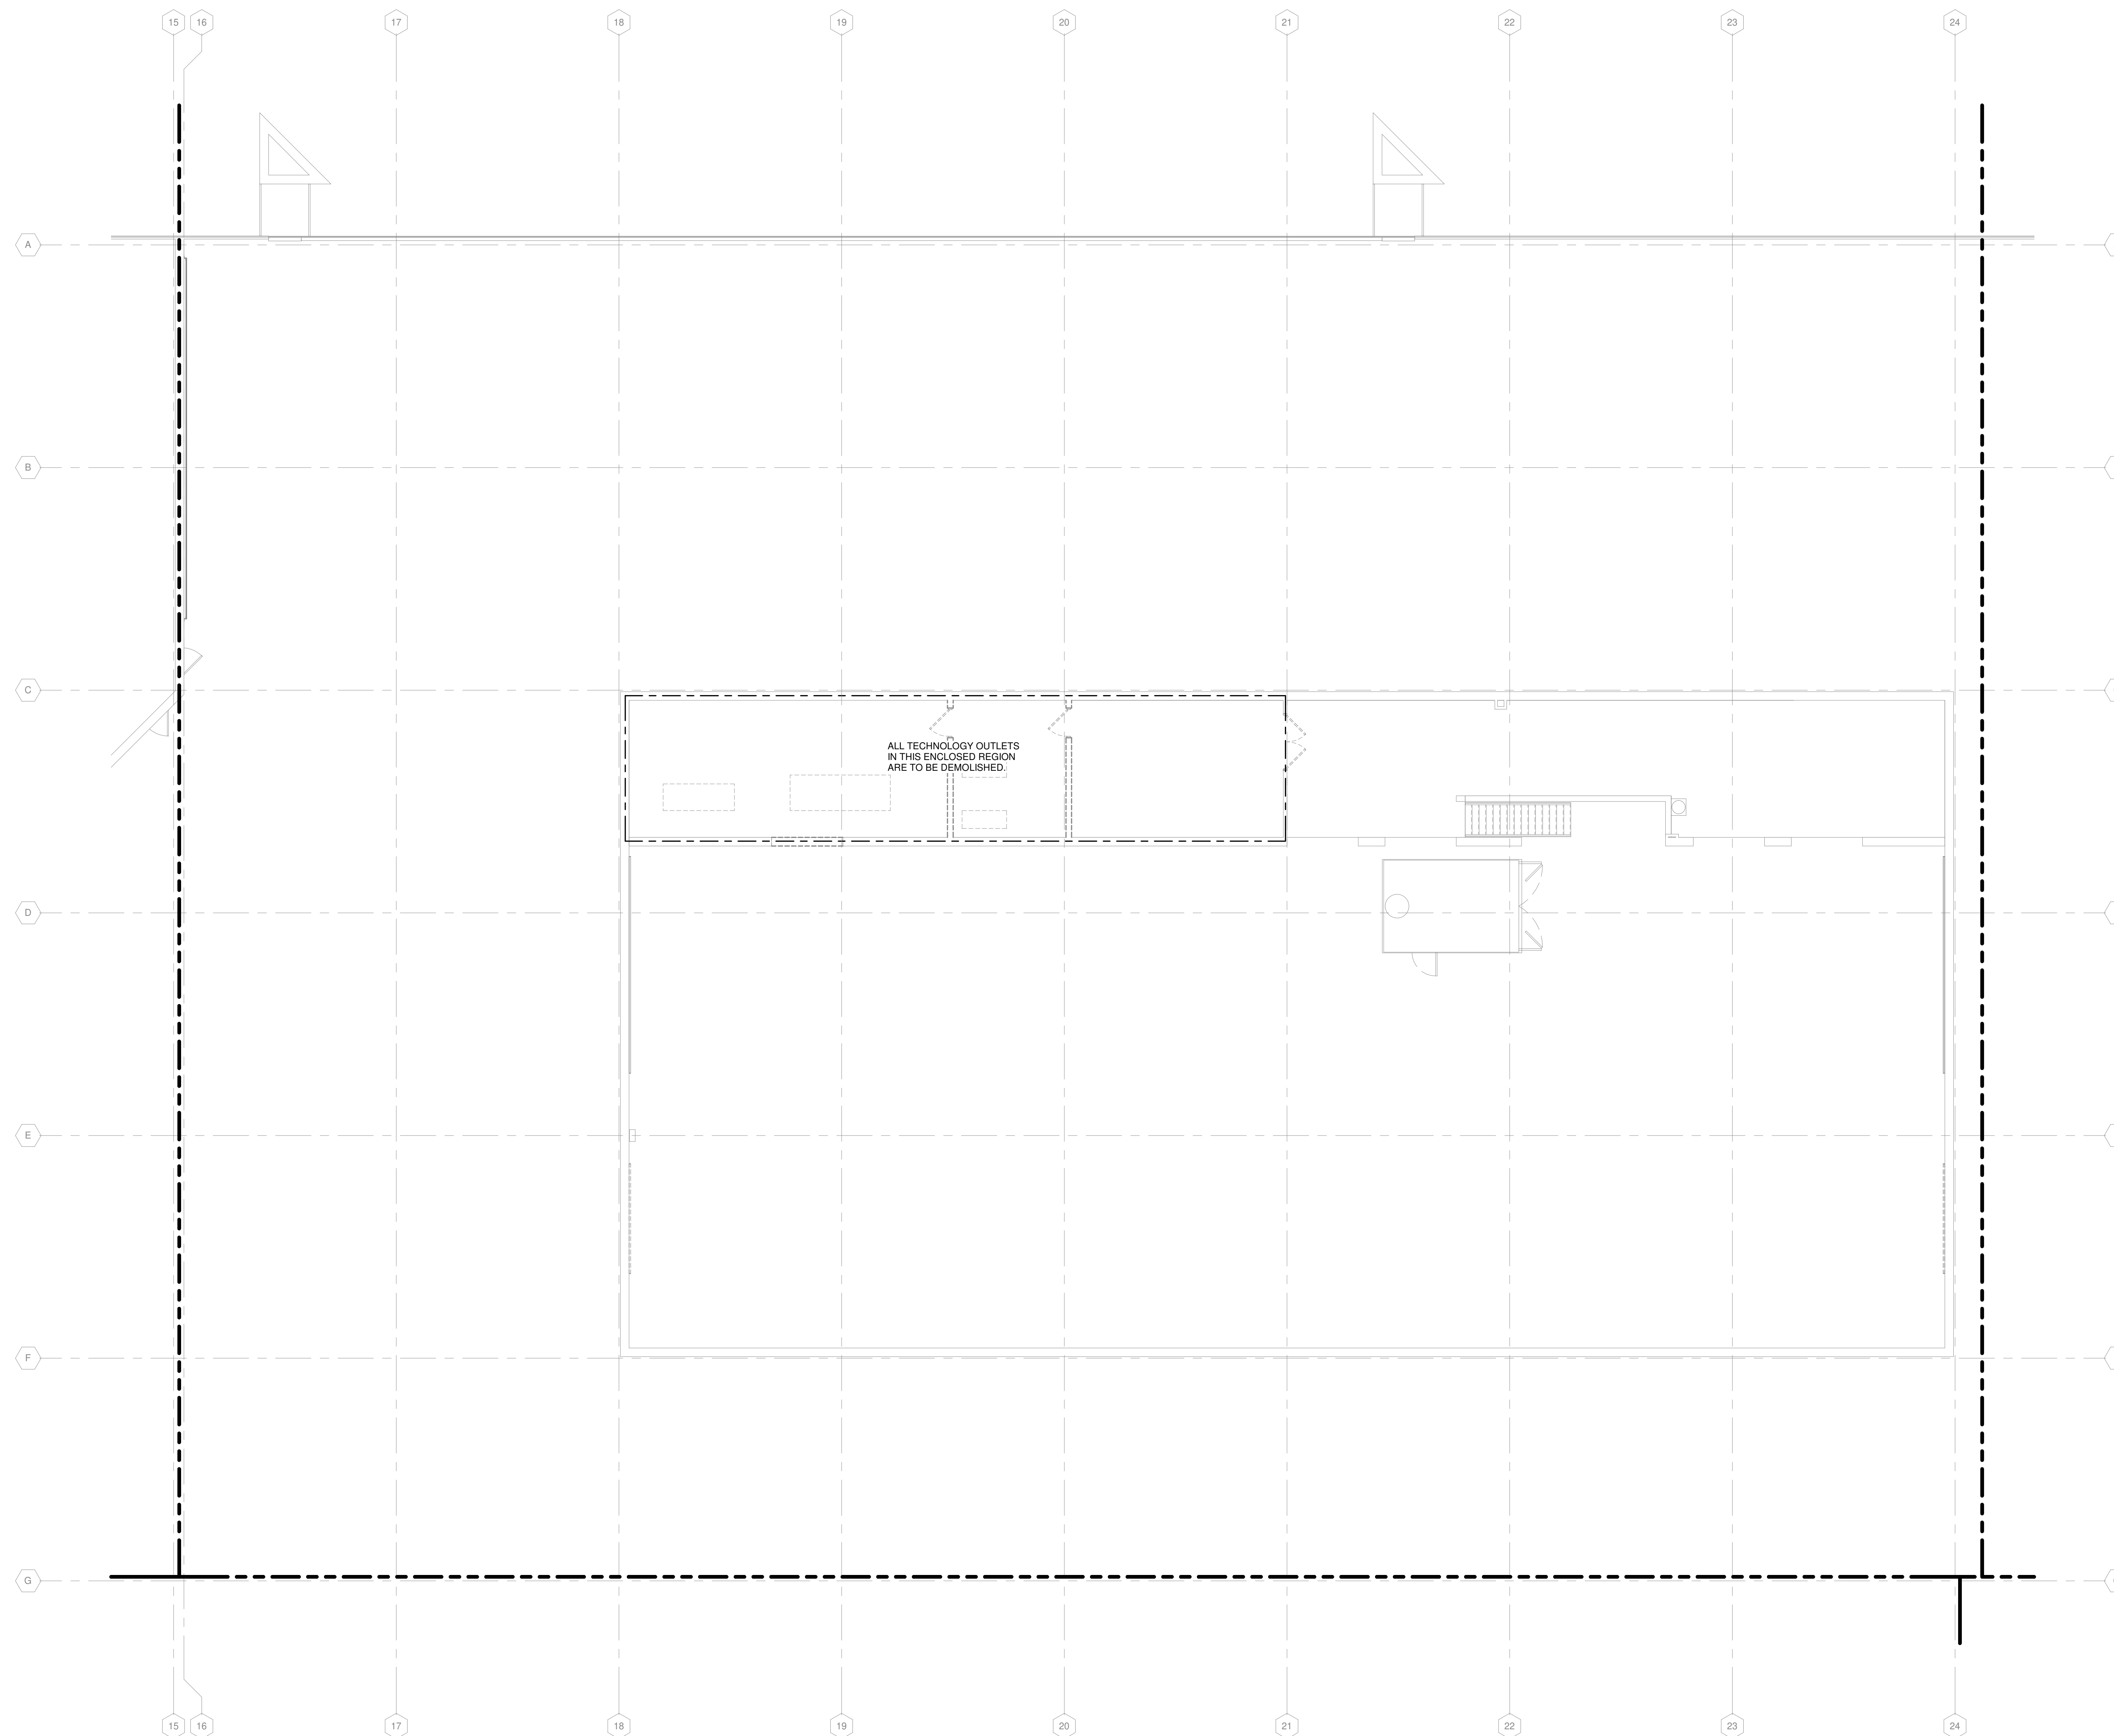 15 16 17 18 19 20 21 22 23 24
A
B
C
ALL TECHNOLOGY OUTLETS
IN THIS ENCLOSED REGION
ARE TO BE DEMOLISHED.
D
E
F
G
15 16 17 18 19 20 21 22 23 24